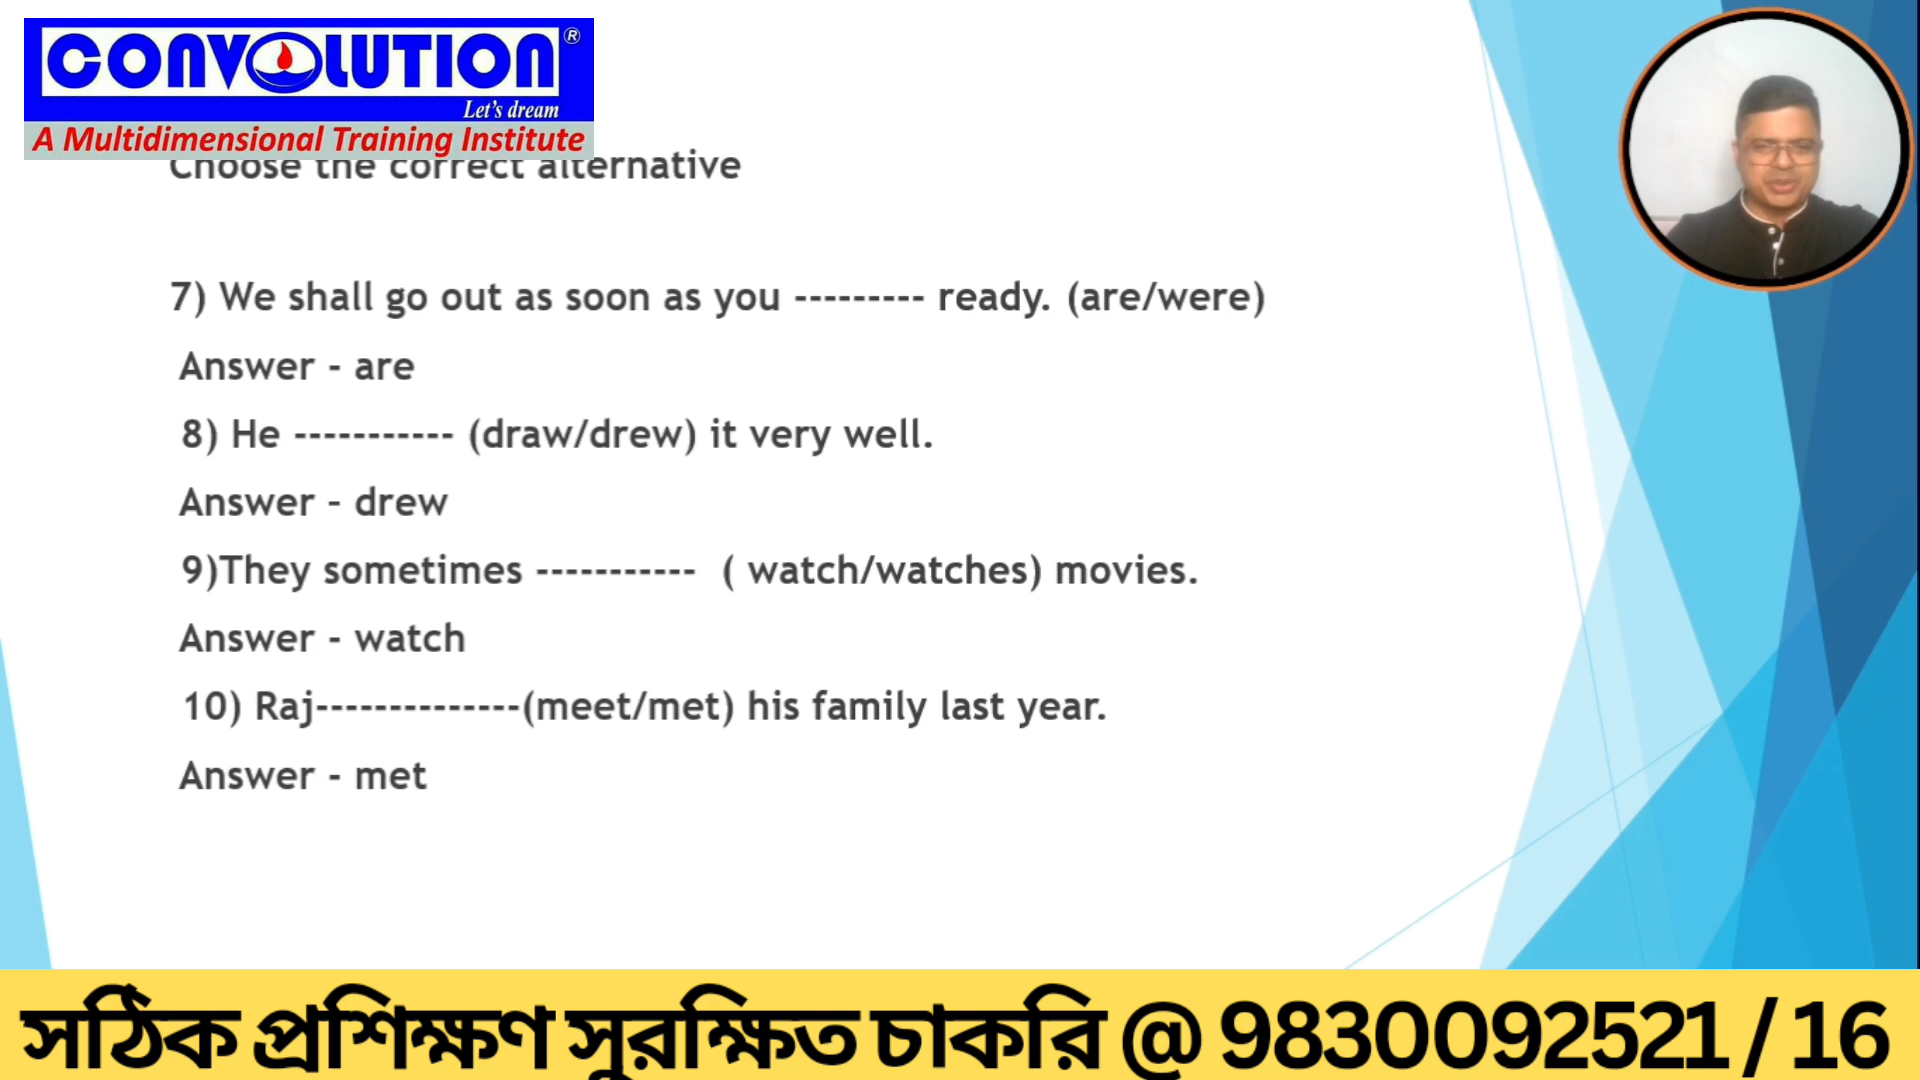 CONVOLUTION®
Let's dream
A Multidimensional Training Institute
Choose the correct alternative
7) We shall go out as soon as you --------- ready. (are/were)
Answer - are
8) He ----------- (draw/drew) it very well.
Answer – drew
9)They sometimes ----------- ( watch/watches) movies.
Answer - watch
10) Raj--------------(meet/met) his family last year.
Answer - met
সঠিক প্রশিক্ষণ সুরক্ষিত চাকরি @ 9830092521 / 16